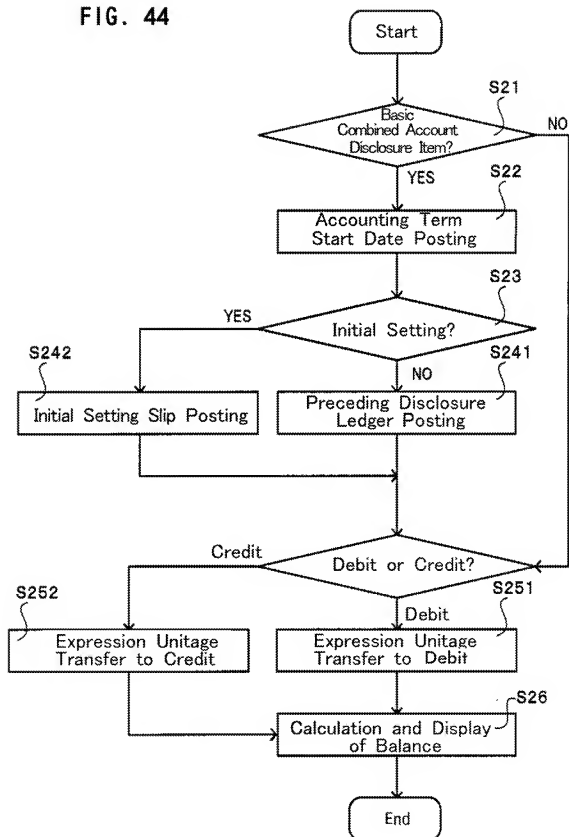 FIG. 44
Start
S21
Basic
Combined Account
Disclosure Item?
NO
YES
S22
Accounting Term
Start Date Posting
S23
YES
Initial Setting?
S242
NO
S241
Initial Setting Slip Posting
Preceding Disclosure
Ledger Posting
Credit
Debit or Credit?
S252
Debit
S251
Expression Unitage
Transfer to Credit
Expression Unitage
Transfer to Debit
S26
Calculation and Display
of Balance
End